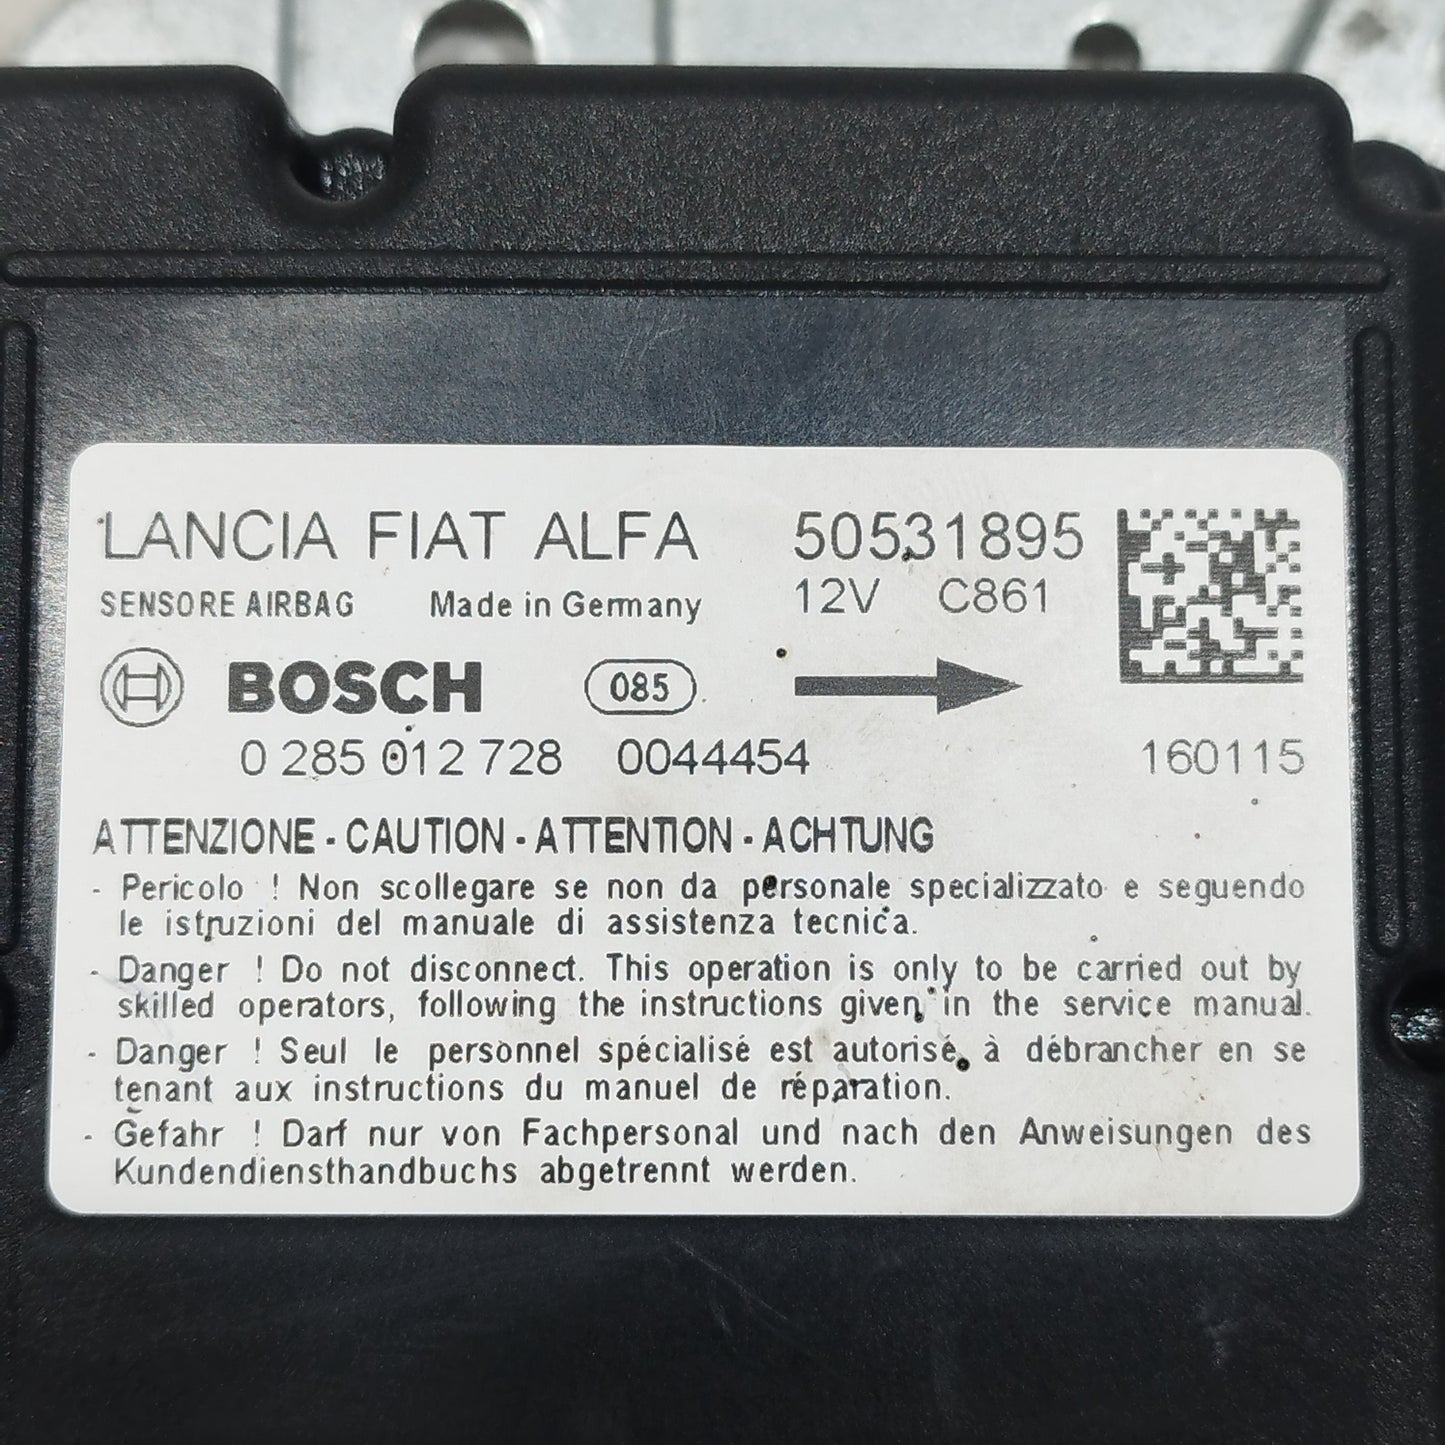 LANCIA FIAT ALFA 50531895
SENSORE AIRBAG Made in Germany 12V C861
BOSCH 085
0 285 012 728 0044454 160115
ATTENZIONE - CAUTION - ATTENTION - ACHTUNG
- Pericolo ! Non scollegare se non da personale specializzato e seguendo
le istruzioni del manuale di assistenza tecnica.
- Danger ! Do not disconnect. This operation is only to be carried out by
skilled operators, following the instructions given in the service manual.
- Danger ! Seul le personnel spécialisé est autorisé à débrancher en se
tenant aux instructions du manuel de réparation.
- Gefahr ! Darf nur von Fachpersonal und nach den Anweisungen des
Kundendiensthandbuchs abgetrennt werden.